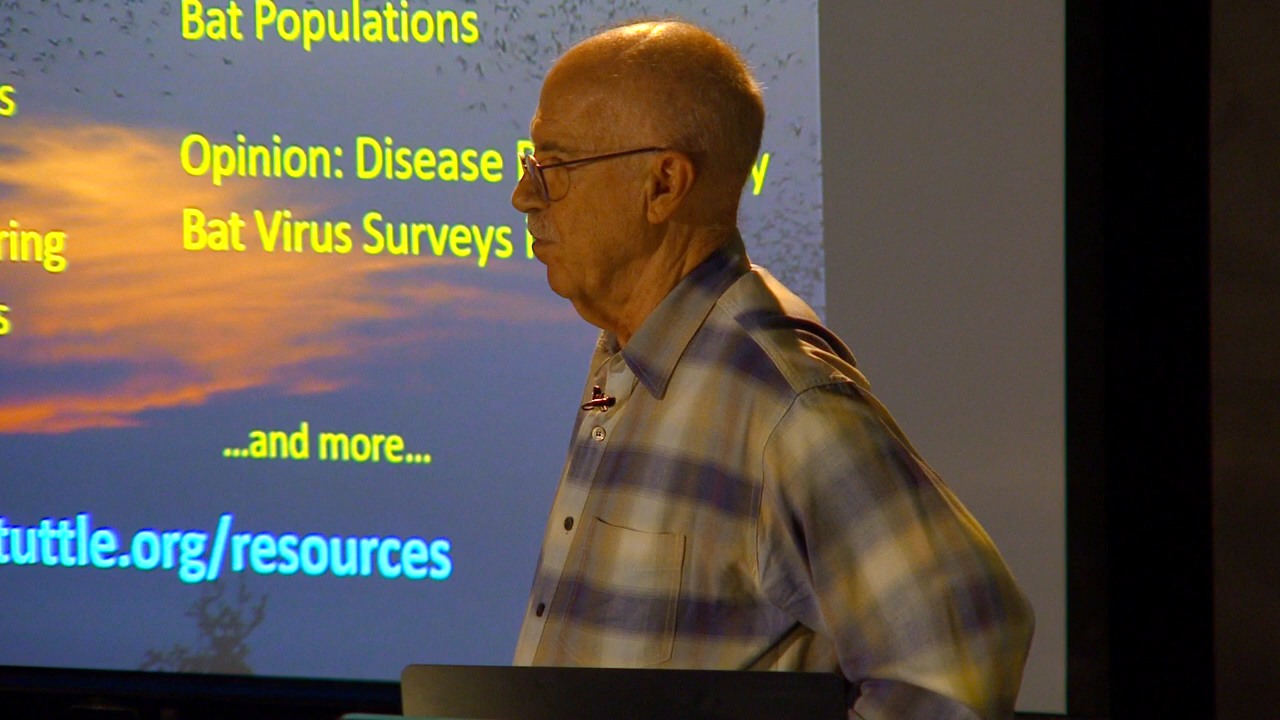 Bat Populations
s
Opinion: Disease
y
ring
Bat Virus Surveys
s
...and more...
tuttle.org/resources